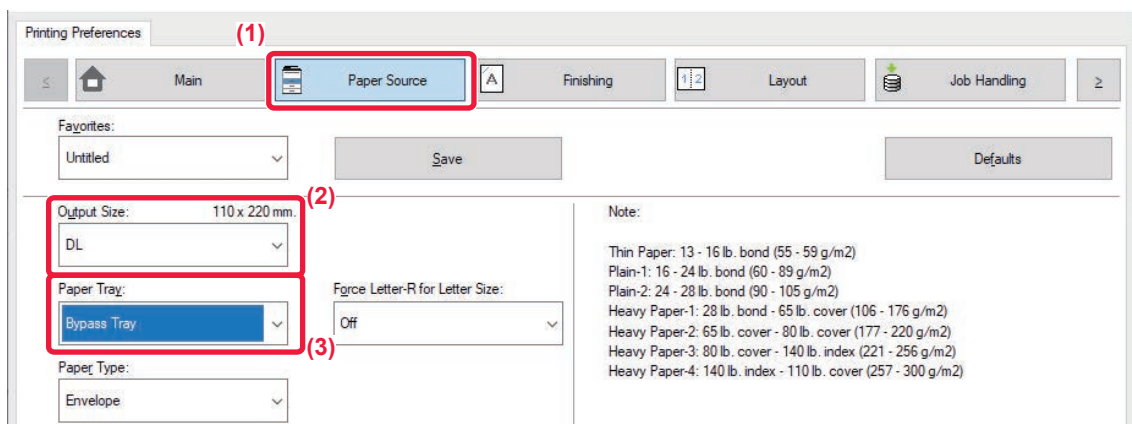 Printing Preferences
(1)
<
Main
Paper Source
A
Finishing
1 2
Layout
Job Handling
>
Favorites:
Untitled
Save
Defaults
(2)
Output Size: 110 x 220 mm.
DL
Paper Tray:
Bypass Tray
(3)
Force Letter-R for Letter Size:
Off
Paper Type:
Envelope
Note:
Thin Paper: 13 - 16 lb. bond (55 - 59 g/m2)
Plain-1: 16 - 24 lb. bond (60 - 89 g/m2)
Plain-2: 24 - 28 lb. bond (90 - 105 g/m2)
Heavy Paper-1: 28 lb. bond - 65 lb. cover (106 - 176 g/m2)
Heavy Paper-2: 65 lb. cover - 80 lb. cover (177 - 220 g/m2)
Heavy Paper-3: 80 lb. cover - 140 lb. index (221 - 256 g/m2)
Heavy Paper-4: 140 lb. index - 110 lb. cover (257 - 300 g/m2)